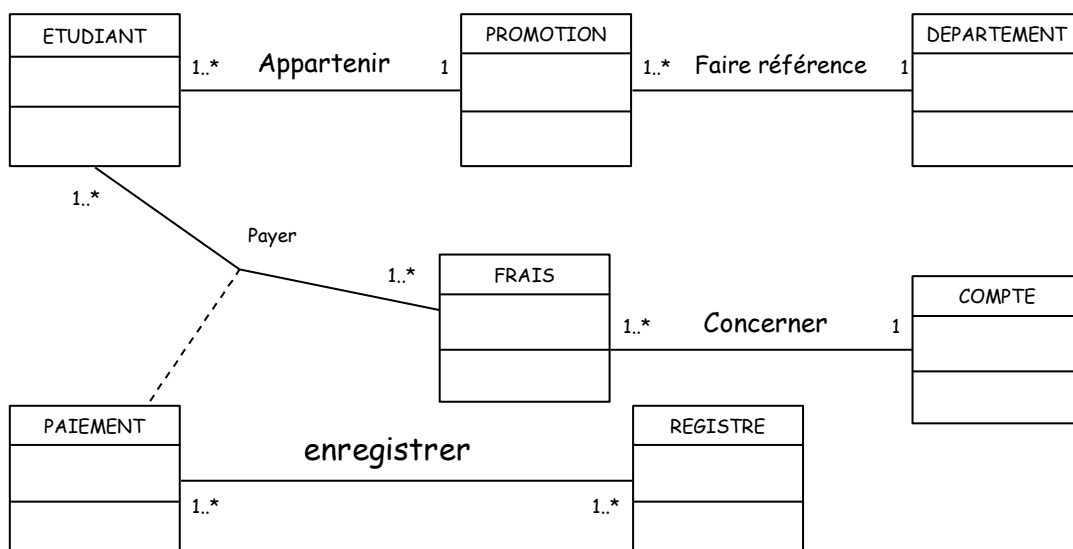 ETUDIANT
PROMOTION
DEPARTEMENT
1..* Appartenir 1
1..* Faire référence 1
1..*
Payer
1..*
FRAIS
COMPTE
1..* Concerner 1
PAIEMENT
REGISTRE
enregistrer
1..* 1..*